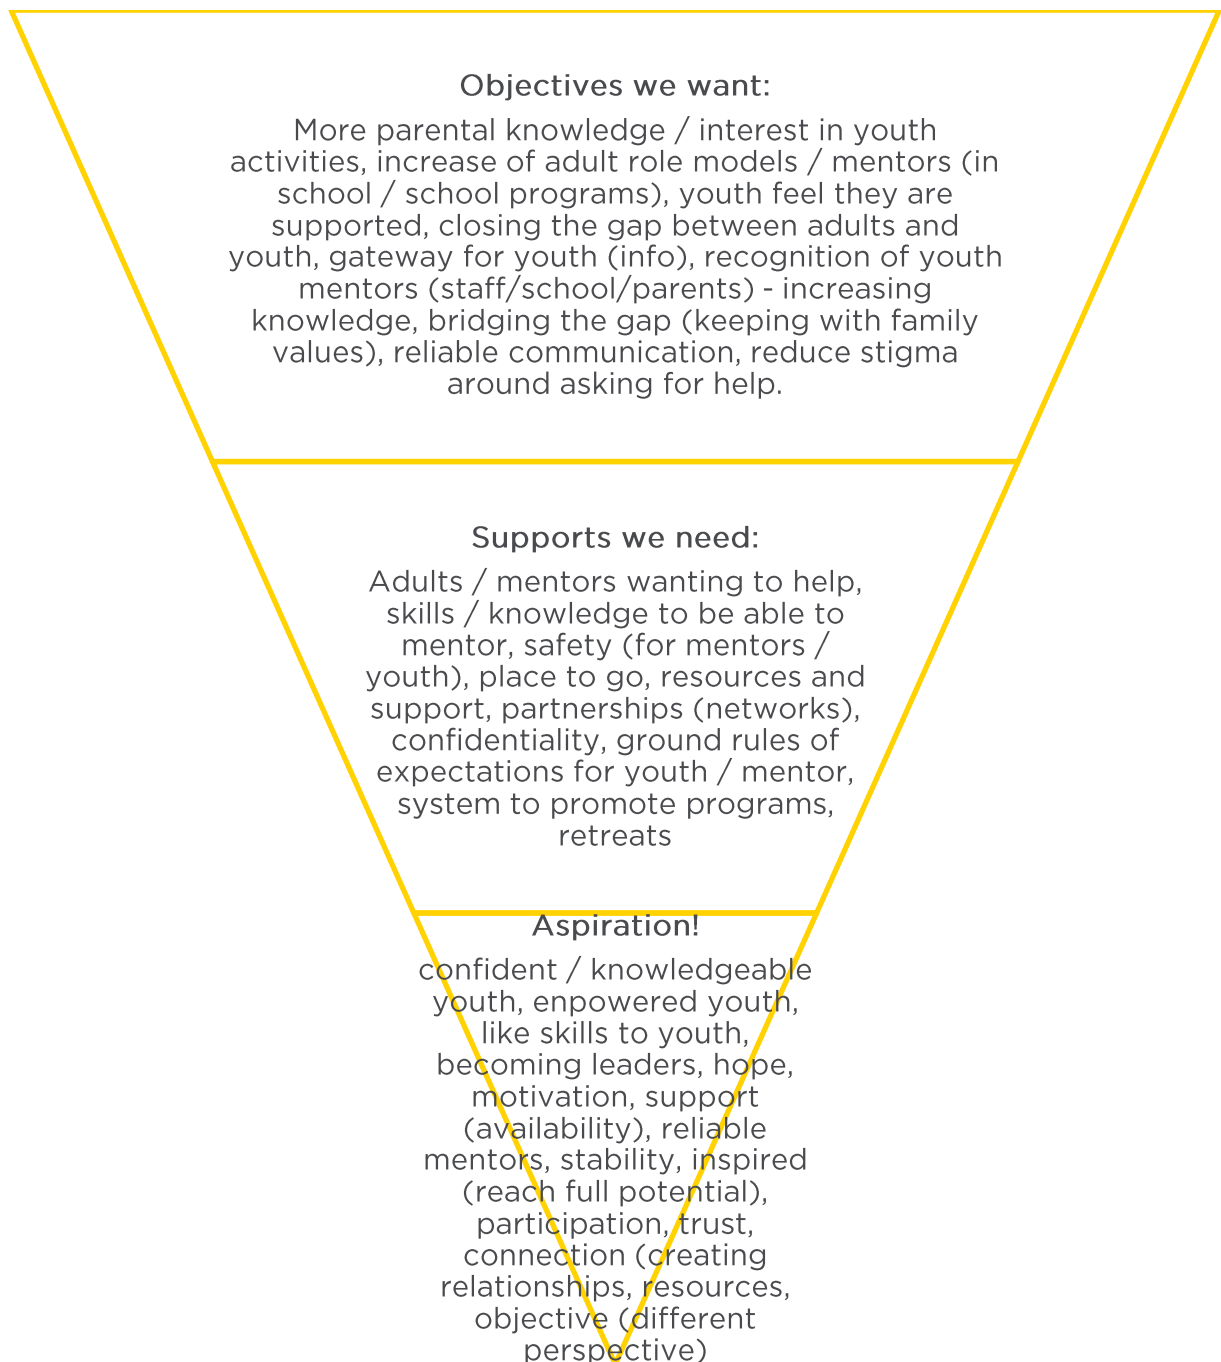 Objectives we want:
More parental knowledge / interest in youth
activities, increase of adult role models / mentors (in
school / school programs), youth feel they are
supported, closing the gap between adults and
youth, gateway for youth (info), recognition of youth
mentors (staff/school/parents) - increasing
knowledge, bridging the gap (keeping with family
values), reliable communication, reduce stigma
around asking for help.
Supports we need:
Adults / mentors wanting to help,
skills / knowledge to be able to
mentor, safety (for mentors /
youth), place to go, resources and
support, partnerships (networks),
confidentiality, ground rules of
expectations for youth / mentor,
system to promote programs,
retreats
Aspiration!
confident / knowledgeable
youth, enpowered youth,
like skills to youth,
becoming leaders, hope,
motivation, support
(availability), reliable
mentors, stability, inspired
(reach full potential),
participation, trust,
connection (creating
relationships, resources,
objective (different
perspective)